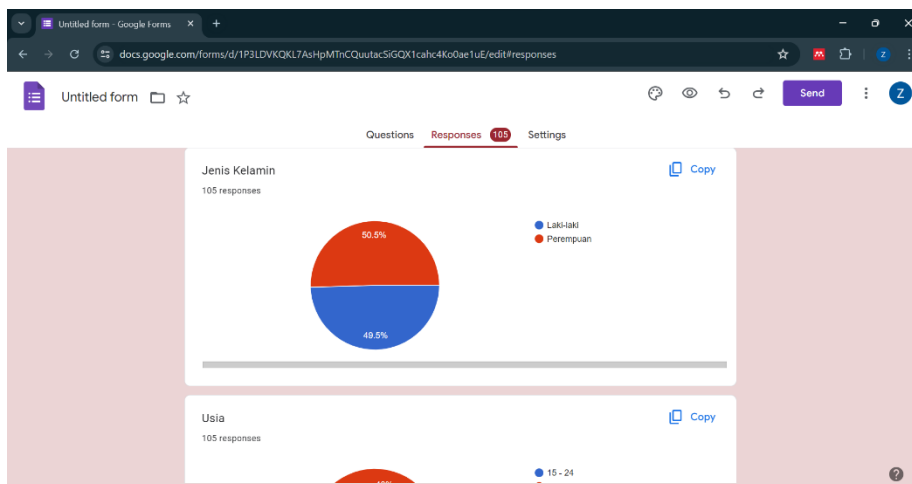 Untitled form - Google Forms
docs.google.com/forms/d/1P3LDVKQKL7AsHpMTnCQuutacSiGQX1cahc4Ko0ae1uE/edit#responses
Z
Untitled form
Send
Z
Questions Responses 105 Settings
Jenis Kelamin
Copy
105 responses
50.5%
49.5%
Laki-laki
Perempuan
Usia
Copy
105 responses
15 - 24